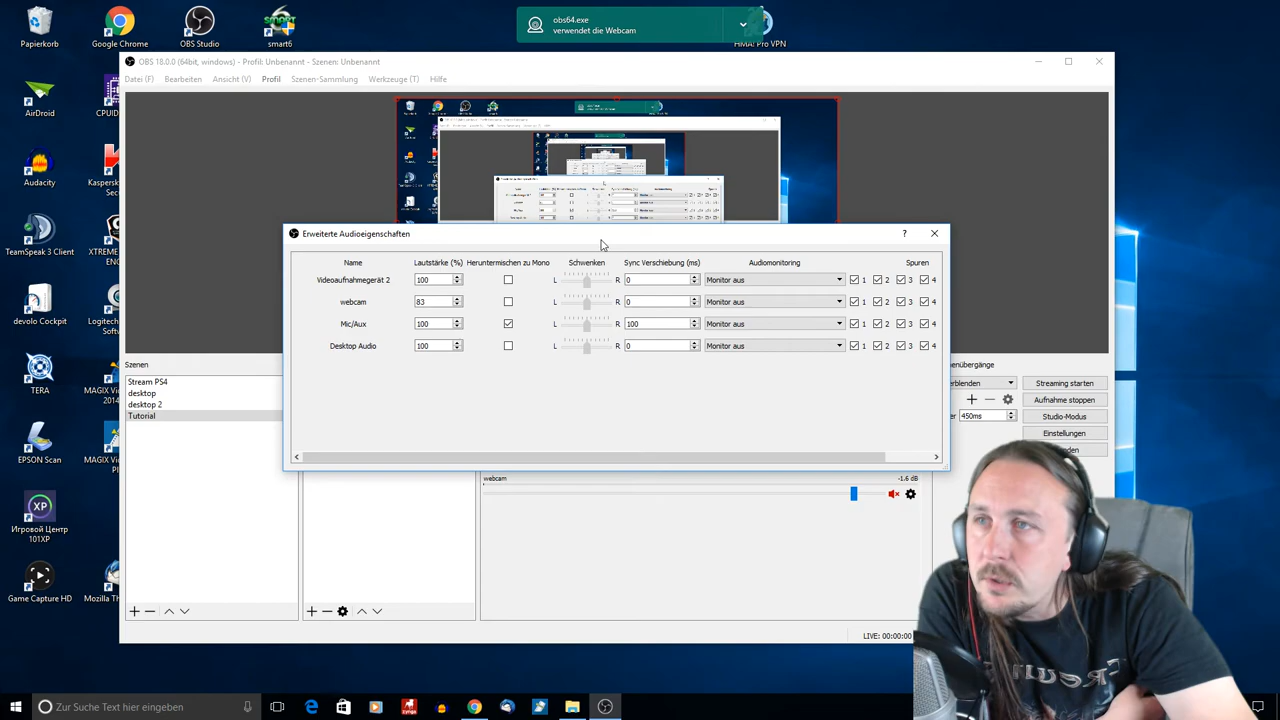 Papierkorb
Google Chrome
OBS Studio
smart6
obs64.exe
verwendet die Webcam
HMA! Pro VPN
OBS 18.0.0 (64bit, windows) - Profil: Unbenannt - Szenen: Unbenannt
Datei (F) Bearbeiten Ansicht (V) Profil Szenen-Sammlung Werkzeuge (T) Hilfe
AirDroid
CPUID
Audacity
Kaspersky
TeamSpeak 3 Client
XTREME
devolo Cockpit
TERA
MAGIX
2014
EPSON Scan
MAGIX
Игровой Центр
101XP
Game Capture HD
Erweiterte Audioeigenschaften
?
Name Lautstärke (%) Heruntermischen zu Mono Schwenken Sync Verschiebung (ms) Audiomonitoring Spuren
Videoaufnahmegerät 2 100 L R 0 Monitor aus 1 2 3 4
webcam 83 L R 0 Monitor aus 1 2 3 4
Mic/Aux 100 L R 100 Monitor aus 1 2 3 4
Desktop Audio 100 L R 0 Monitor aus 1 2 3 4
Szenen
Stream PS4
desktop
desktop 2
Tutorial
webcam -1.6 dB
Streaming starten
Aufnahme stoppen
450ms
Studio-Modus
Einstellungen
LIVE: 00:00:00
Zur Suche Text hier eingeben